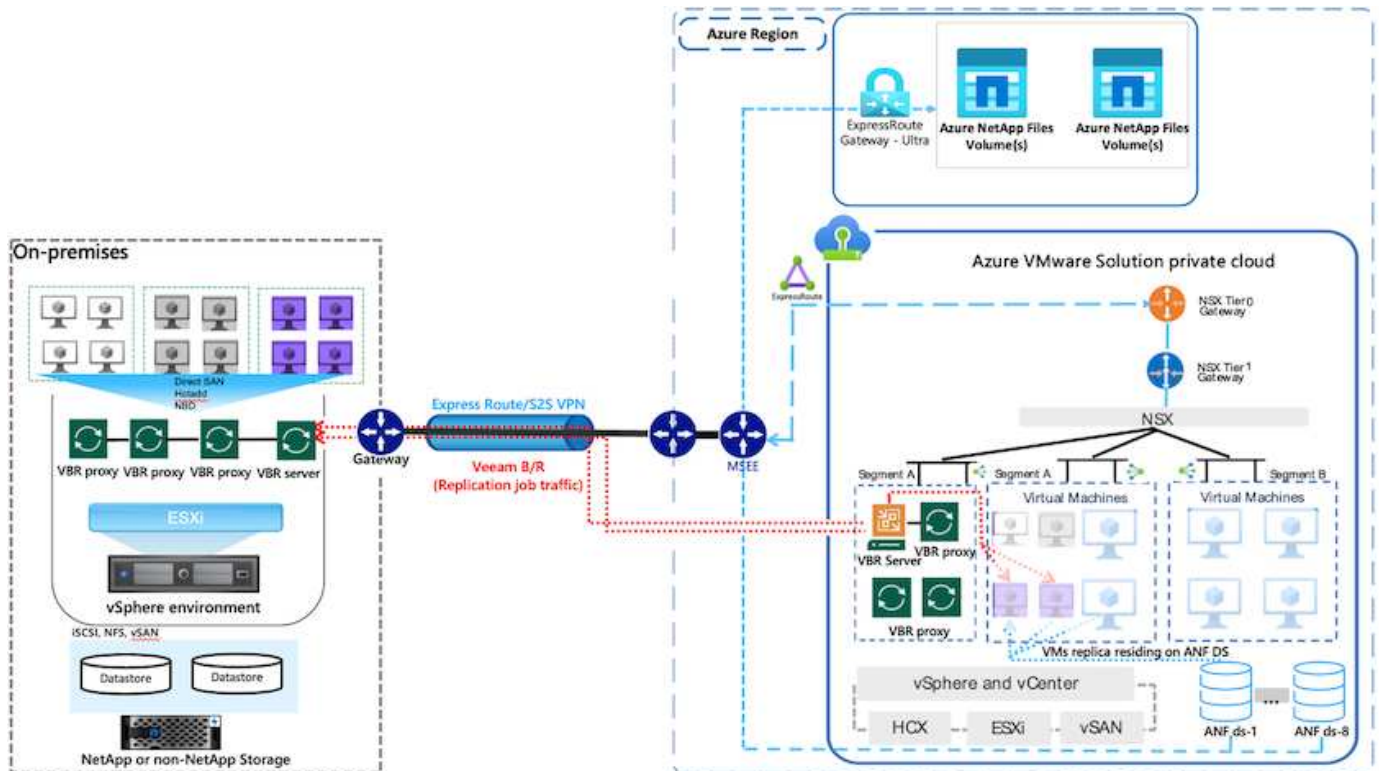 Azure Region
ExpressRoute
Gateway - Ultra
Azure NetApp Files
Volume(s)
Azure NetApp Files
Volume(s)
On-premises
Direct SAN
Hotadd
NBD
VBR proxy
VBR proxy
VBR proxy
VBR server
ESXi
vSphere environment
iSCSI, NFS, vSAN
Datastore
Datastore
NetApp or non-NetApp Storage
Gateway
Express Route/S2S VPN
Veeam B/R
(Replication job traffic)
MSEE
ExpressRoute
Azure VMware Solution private cloud
NSX Tier0
Gateway
NSX Tier1
Gateway
NSX
Segment A
Segment A
Segment B
VBR Server
VBR proxy
VBR proxy
Virtual Machines
Virtual Machines
VMs replica residing on ANF DS
vSphere and vCenter
HCX
ESXi
vSAN
ANF ds-1
...
ANF ds-8